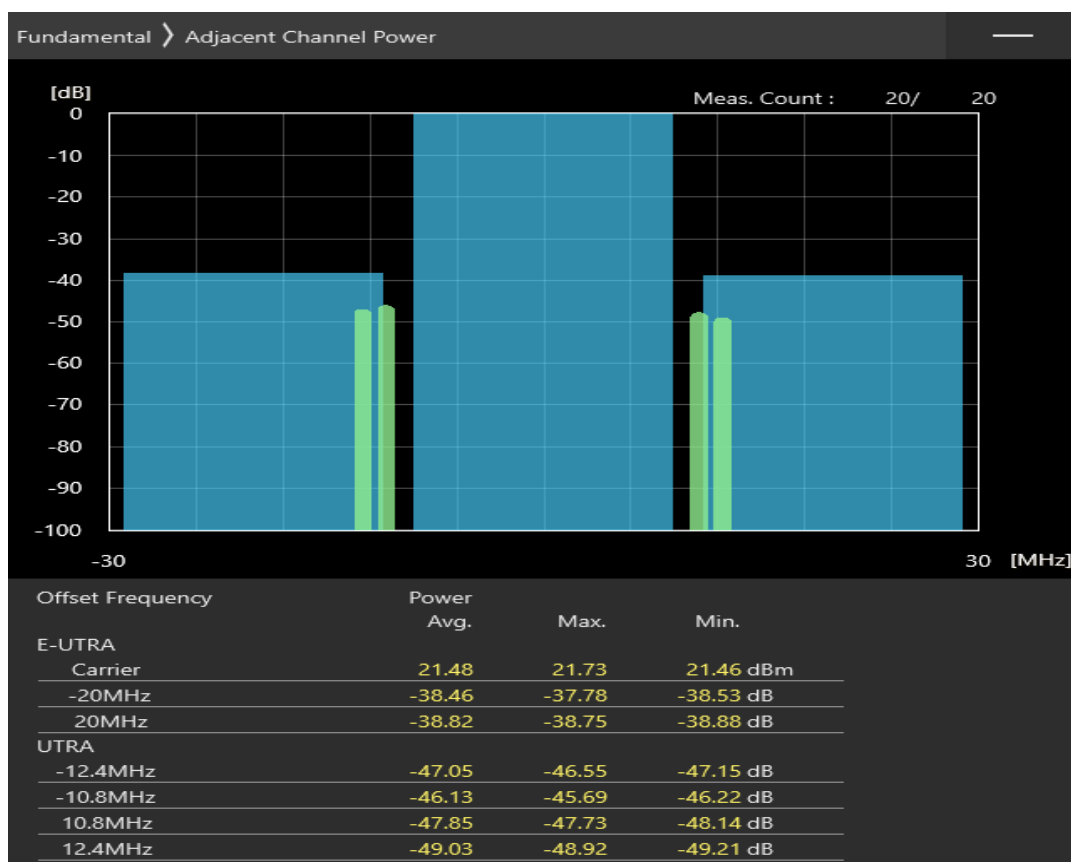 Fundamental 〉 Adjacent Channel Power
[dB]
Meas. Count : 20/ 20
0
-10
-20
-30
-40
-50
-60
-70
-80
-90
-100
-30 30 [MHz]
Offset Frequency Power
Avg. Max. Min.
E-UTRA
Carrier 21.48 21.73 21.46 dBm
-20MHz -38.46 -37.78 -38.53 dB
20MHz -38.82 -38.75 -38.88 dB
UTRA
-12.4MHz -47.05 -46.55 -47.15 dB
-10.8MHz -46.13 -45.69 -46.22 dB
10.8MHz -47.85 -47.73 -48.14 dB
12.4MHz -49.03 -48.92 -49.21 dB